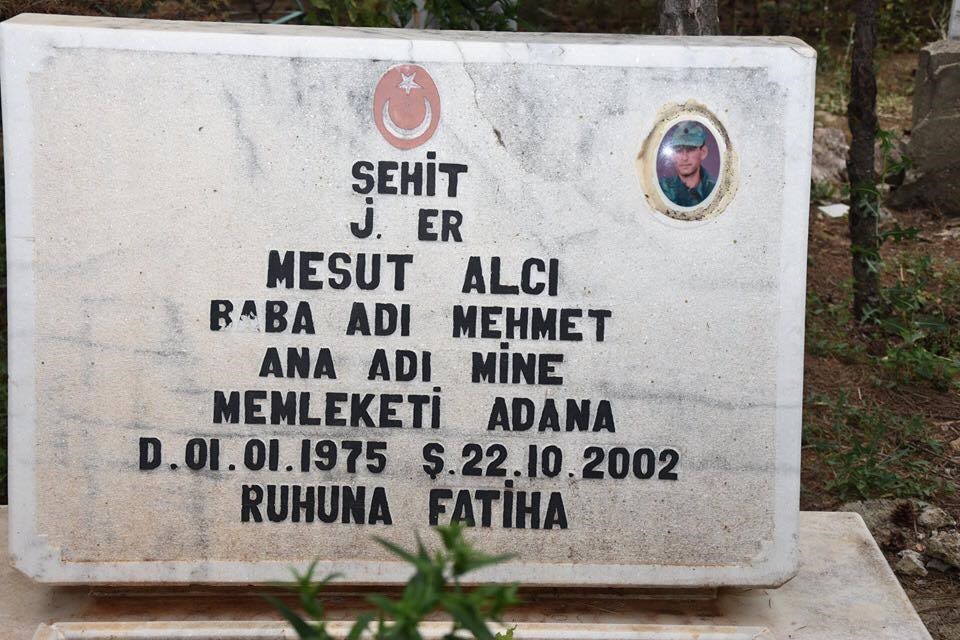 ŞEHİT
J. ER
MESUT ALCI
BABA ADI MEHMET
ANA ADI MİNE
MEMLEKETİ ADANA
D.01.01.1975 Ş.22.10.2002
RUHUNA FATİHA